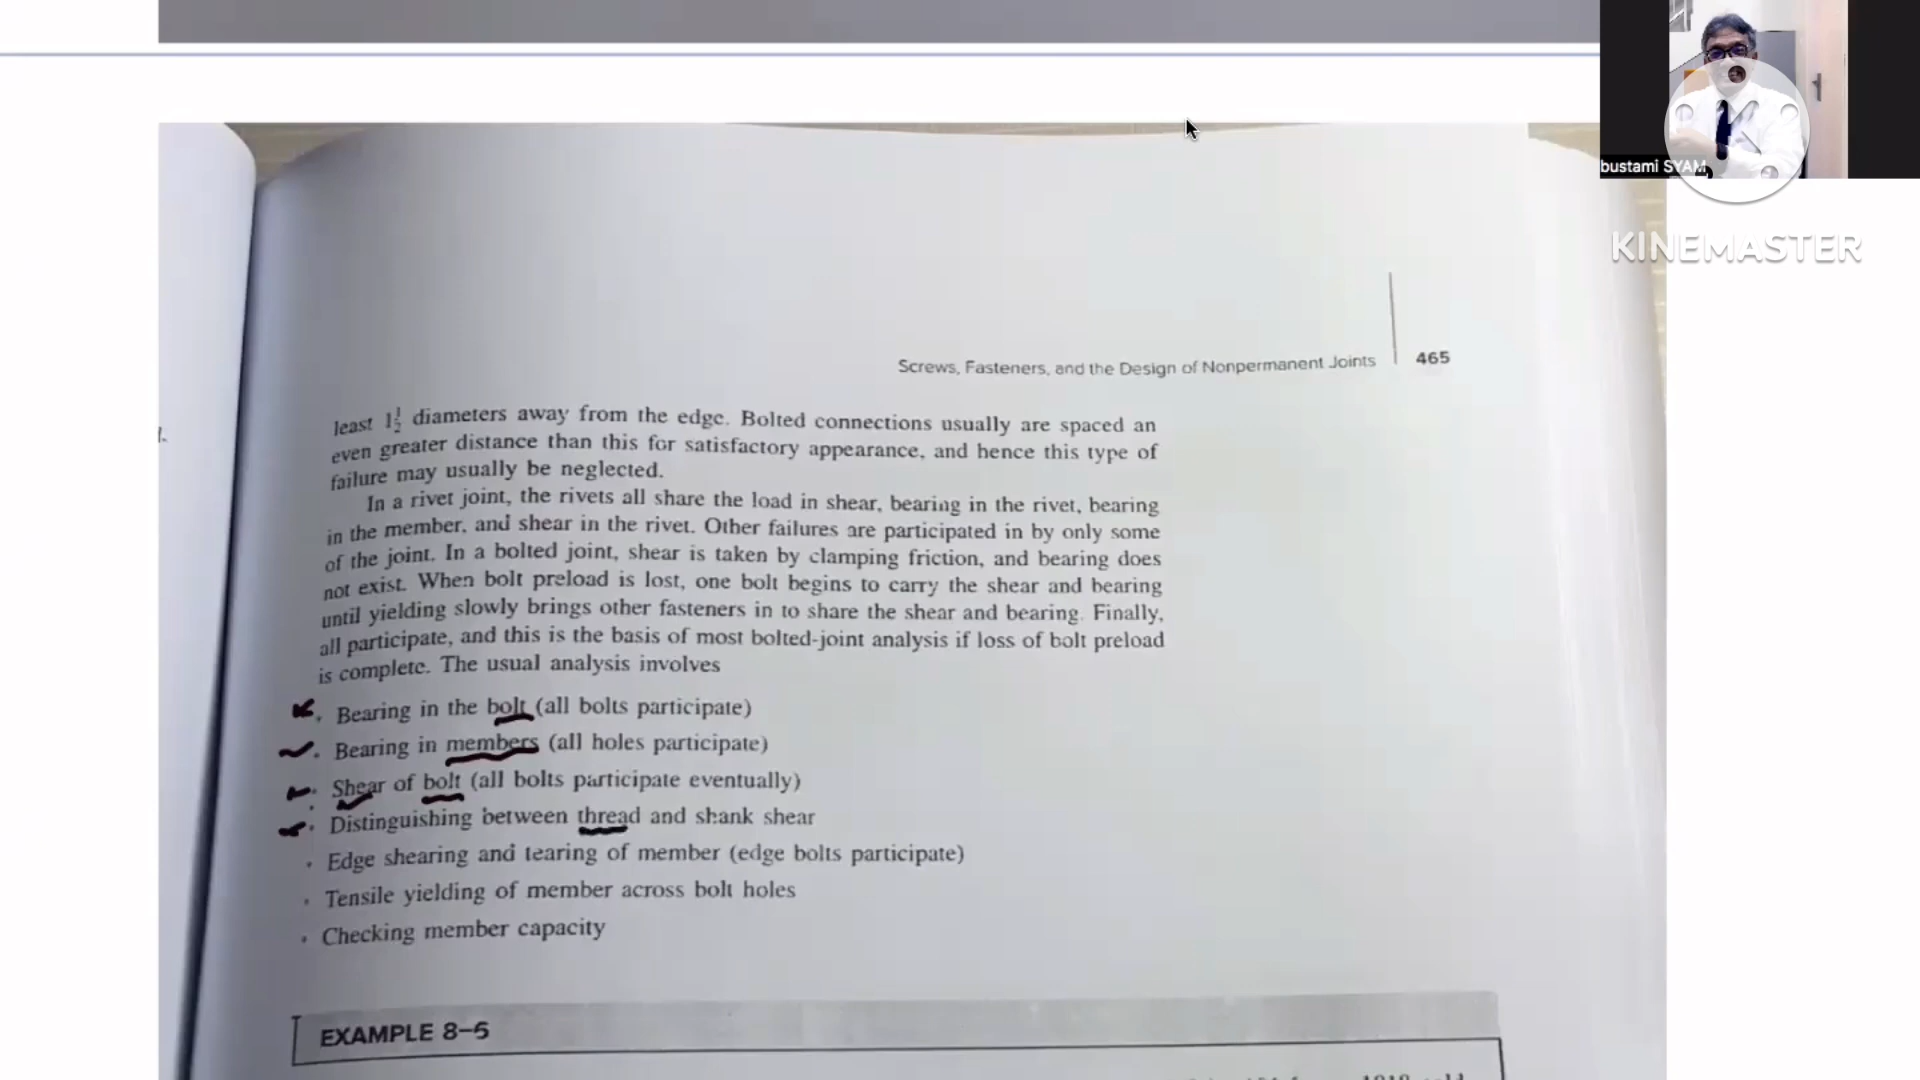 bustami SYAM
KINEMASTER
Screws, Fasteners, and the Design of Nonpermanent Joints 465
least 1 1/2 diameters away from the edge. Bolted connections usually are spaced an
even greater distance than this for satisfactory appearance, and hence this type of
failure may usually be neglected.
In a rivet joint, the rivets all share the load in shear, bearing in the rivet, bearing
in the member, and shear in the rivet. Other failures are participated in by only some
of the joint. In a bolted joint, shear is taken by clamping friction, and bearing does
not exist. When bolt preload is lost, one bolt begins to carry the shear and bearing
until yielding slowly brings other fasteners in to share the shear and bearing. Finally,
all participate, and this is the basis of most bolted-joint analysis if loss of bolt preload
is complete. The usual analysis involves
• Bearing in the bolt (all bolts participate)
• Bearing in members (all holes participate)
• Shear of bolt (all bolts participate eventually)
• Distinguishing between thread and shank shear
• Edge shearing and tearing of member (edge bolts participate)
• Tensile yielding of member across bolt holes
• Checking member capacity
EXAMPLE 8–5